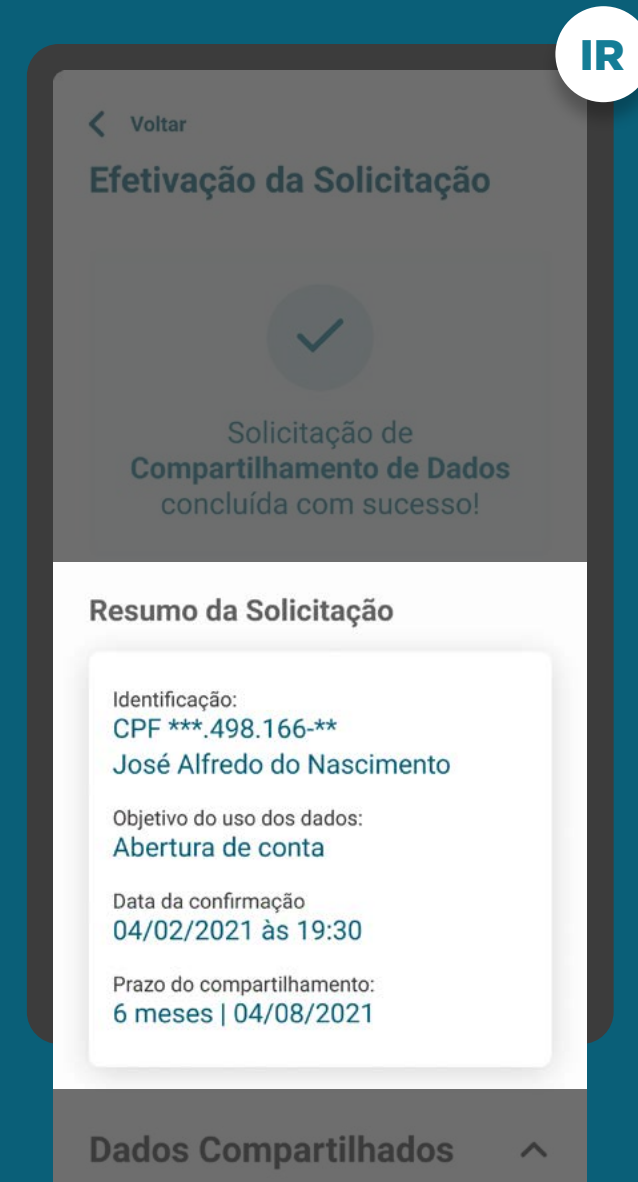 IR
Voltar
Efetivação da Solicitação
Solicitação de
Compartilhamento de Dados
concluída com sucesso!
Resumo da Solicitação
Identificação:
CPF ***.498.166-**
José Alfredo do Nascimento
Objetivo do uso dos dados:
Abertura de conta
Data da confirmação
04/02/2021 às 19:30
Prazo do compartilhamento:
6 meses | 04/08/2021
Dados Compartilhados